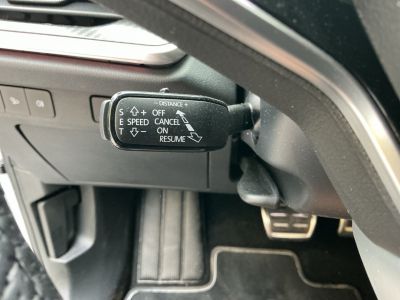 - DISTANCE +
S + OFF
E SPEED CANCEL
T - ON
RESUME